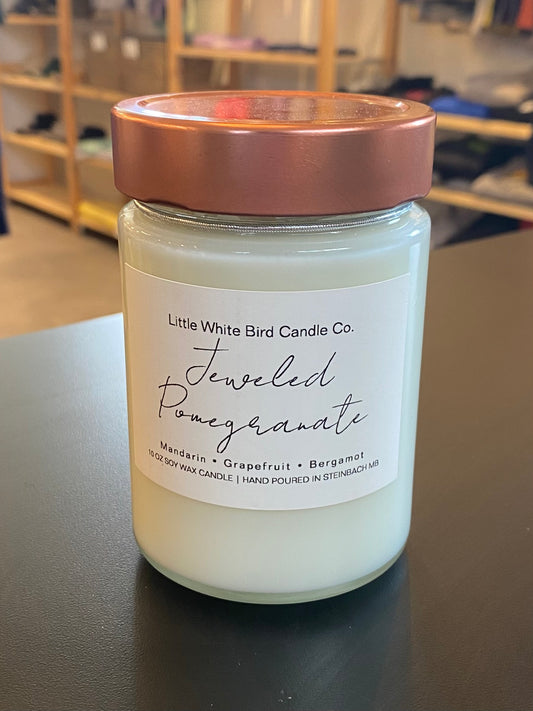 Little White Bird Candle Co.
Jeweled
Pomegranate
Mandarin • Grapefruit • Bergamot
10 OZ SOY WAX CANDLE | HAND POURED IN STEINBACH MB